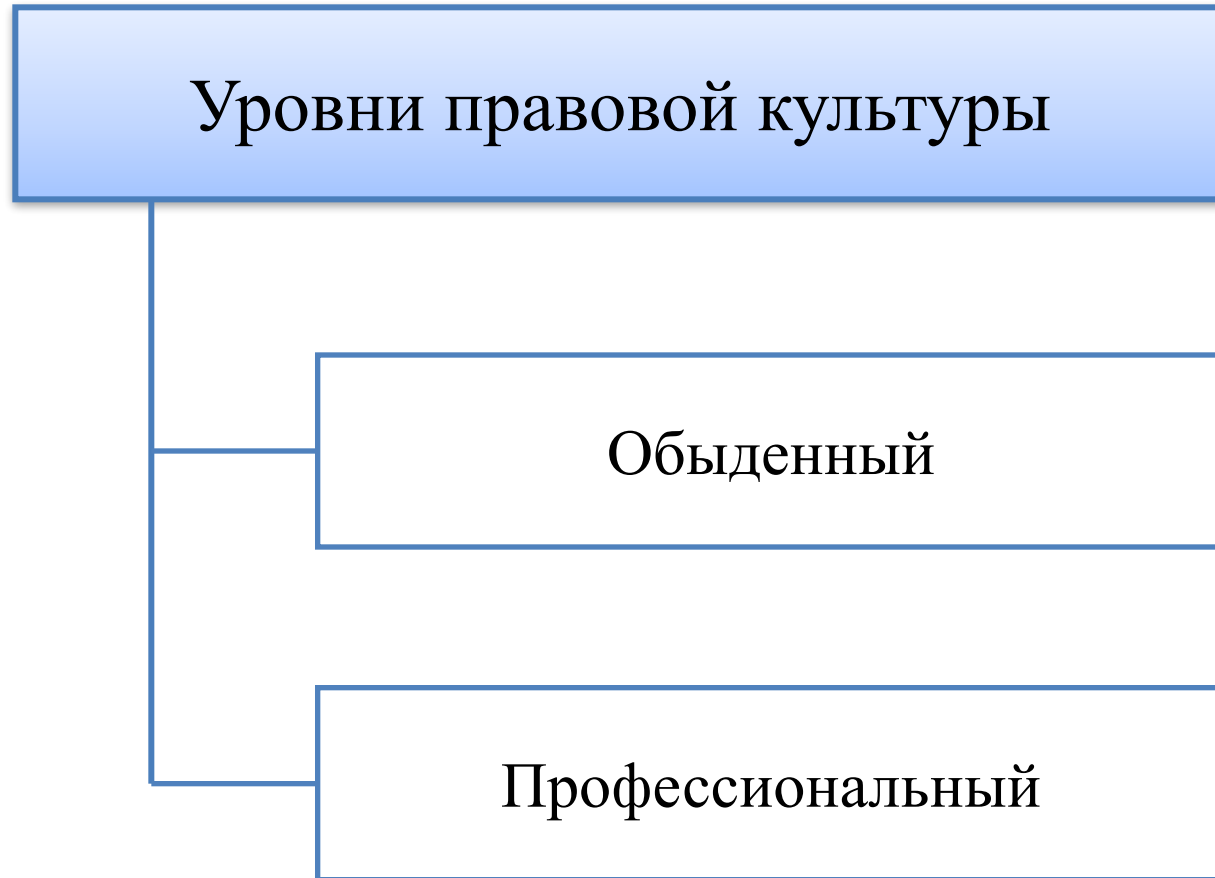 Уровни правовой культуры
Обыденный
Профессиональный